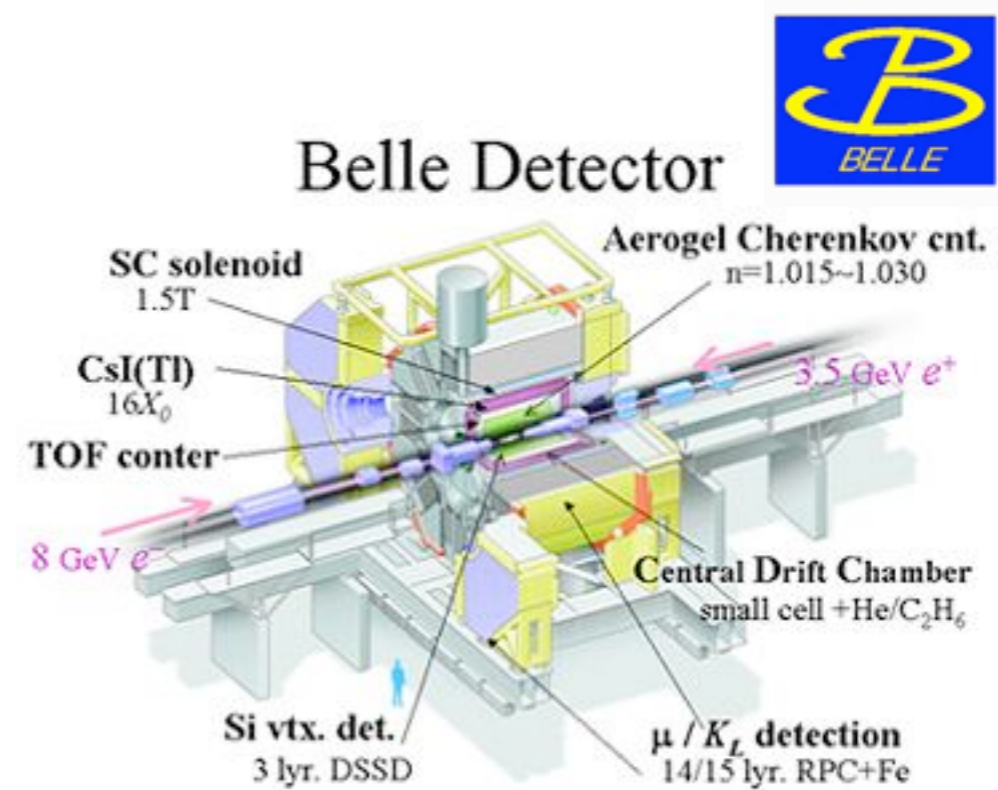 B
BELLE
Belle Detector
Aerogel Cherenkov cnt.
n=1.015~1.030
SC solenoid
1.5T
CsI(Tl)
16X₀
3.5 GeV e⁺
TOF conter
8 GeV e⁻
Central Drift Chamber
small cell +He/C₂H₆
Si vtx. det.
3 lyr. DSSD
μ / K_L detection
14/15 lyr. RPC+Fe